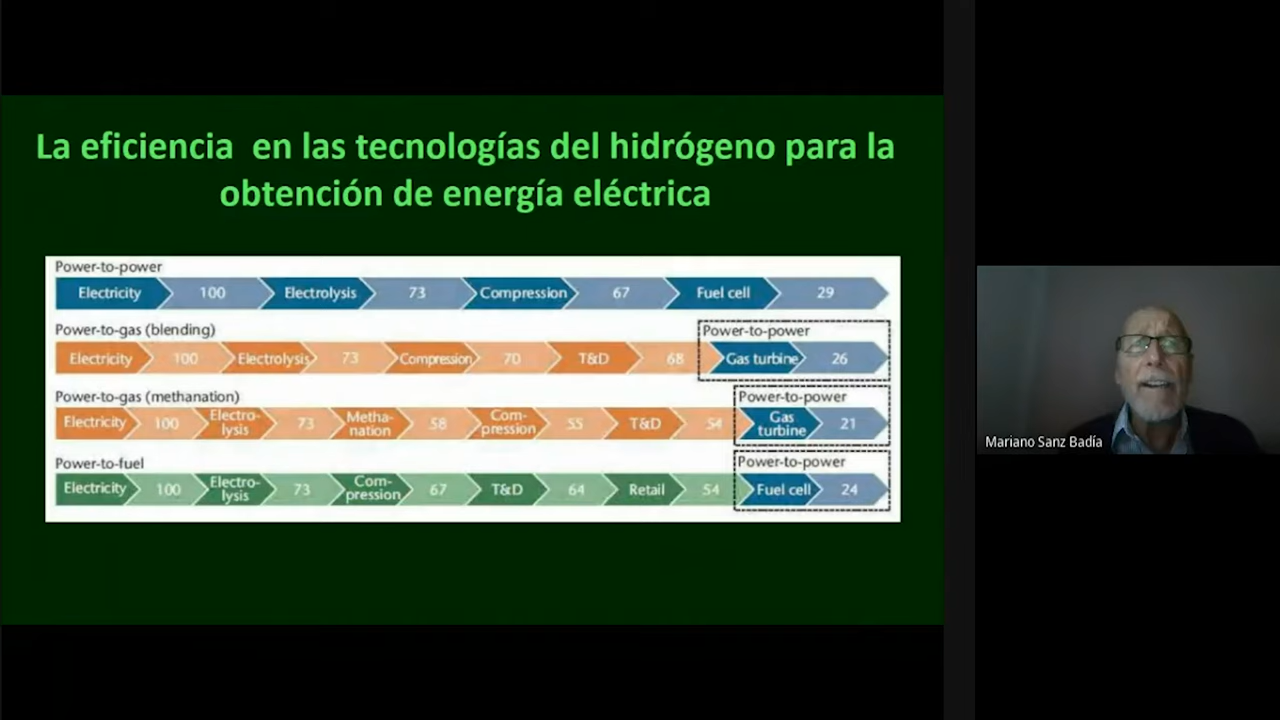 La eficiencia en las tecnologías del hidrógeno para la
obtención de energía eléctrica
Power-to-power
Electricity 100 Electrolysis 73 Compression 67 Fuel cell 29
Power-to-gas (blending)
Power-to-power
Electricity 100 Electrolysis 73 Compression 70 T&D 68 Gas turbine 26
Power-to-gas (methanation)
Power-to-power
Electricity 100 Electro-
lysis 73 Metha-
nation 58 Com-
pression 55 T&D 54 Gas
turbine 21
Power-to-fuel
Power-to-power
Electricity 100 Electro-
lysis 73 Com-
pression 67 T&D 64 Retail 54 Fuel cell 24
Mariano Sanz Badía